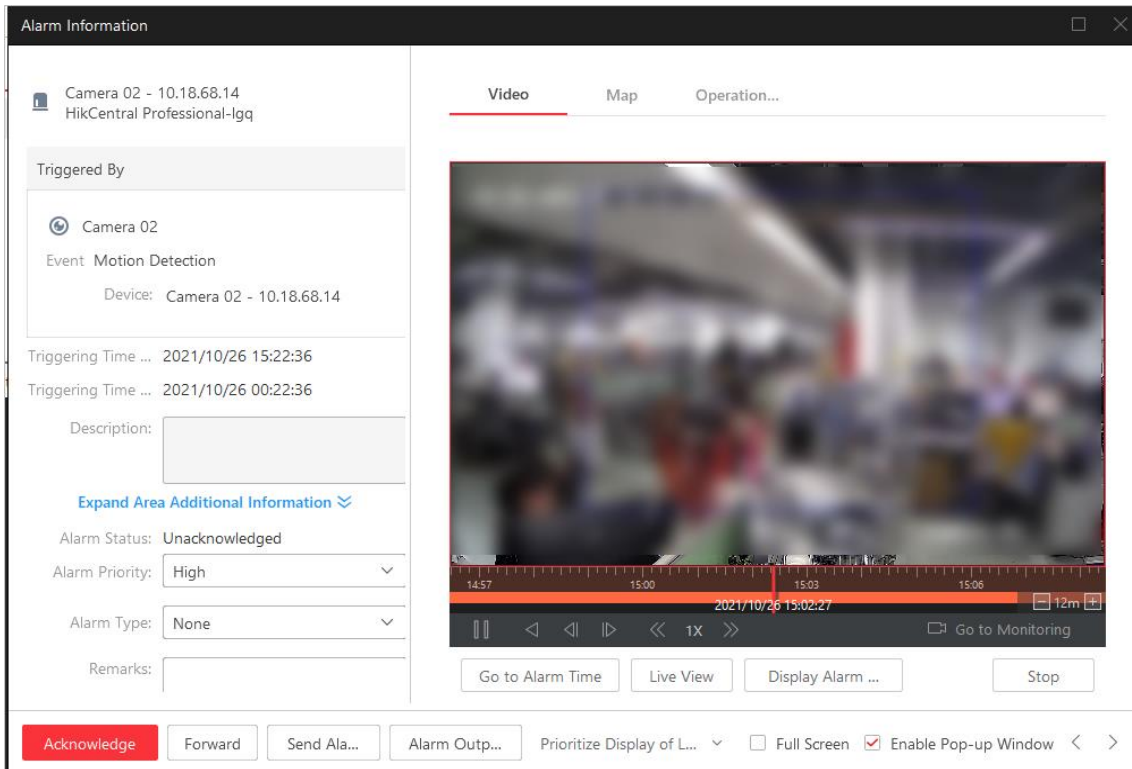 Alarm Information
Camera 02 - 10.18.68.14
HikCentral Professional-lgq
Triggered By
Camera 02
Event Motion Detection
Device: Camera 02 - 10.18.68.14
Triggering Time ... 2021/10/26 15:22:36
Triggering Time ... 2021/10/26 00:22:36
Description:
Expand Area Additional Information
Alarm Status: Unacknowledged
Alarm Priority: High
Alarm Type: None
Remarks:
Video Map Operation...
14:57 15:00 15:03 15:06
2021/10/26 15:02:27 12m
1X Go to Monitoring
Go to Alarm Time Live View Display Alarm ... Stop
Acknowledge Forward Send Ala... Alarm Outp... Prioritize Display of L... Full Screen Enable Pop-up Window